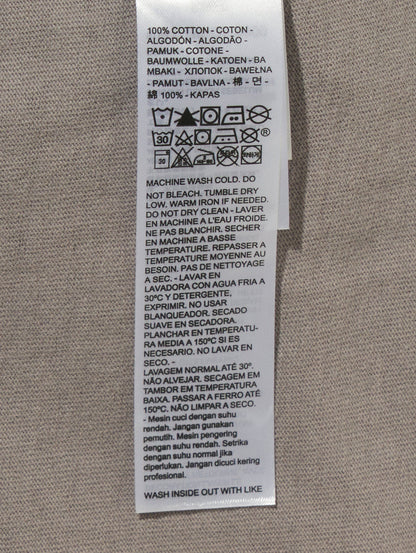 100% COTTON - COTON -
ALGODÓN - ALGODÃO -
PAMUK - COTONE -
BAUMWOLLE - KATOEN - BA
MBAKI - ХЛОПОК - BAWEŁNA
- PAMUT - BAVLNA - 棉 - 면 -
綿 100% - KAPAS
30
®
30
MACHINE WASH COLD. DO
NOT BLEACH. TUMBLE DRY
LOW. WARM IRON IF NEEDED.
DO NOT DRY CLEAN - LAVER
EN MACHINE A L'EAU FROIDE.
NE PAS BLANCHIR. SECHER
EN MACHINE A BASSE
TEMPERATURE. REPASSER A
TEMPERATURE MOYENNE AU
BESOIN. PAS DE NETTOYAGE
A SEC. - LAVAR EN
LAVADORA CON AGUA FRIA A
30ºC Y DETERGENTE.
EXPRIMIR. NO USAR
BLANQUEADOR. SECADO
SUAVE EN SECADORA.
PLANCHAR EN TEMPERATU-
RA MEDIA A 150ºC SI ES
NECESARIO. NO LAVAR EN
SECO. -
LAVAGEM NORMAL ATÉ 30º.
NÃO ALVEJAR. SECAGEM EM
TAMBOR EM TEMPERATURA
BAIXA. PASSAR A FERRO ATÉ
150ºC. NÃO LIMPAR A SECO.
- Mesin cuci dengan suhu
rendah. Jangan gunakan
pemutih. Mesin pengering
dengan suhu rendah. Setrika
dengan suhu normal jika
diperlukan. Jangan dicuci kering
profesional.
WASH INSIDE OUT WITH LIKE